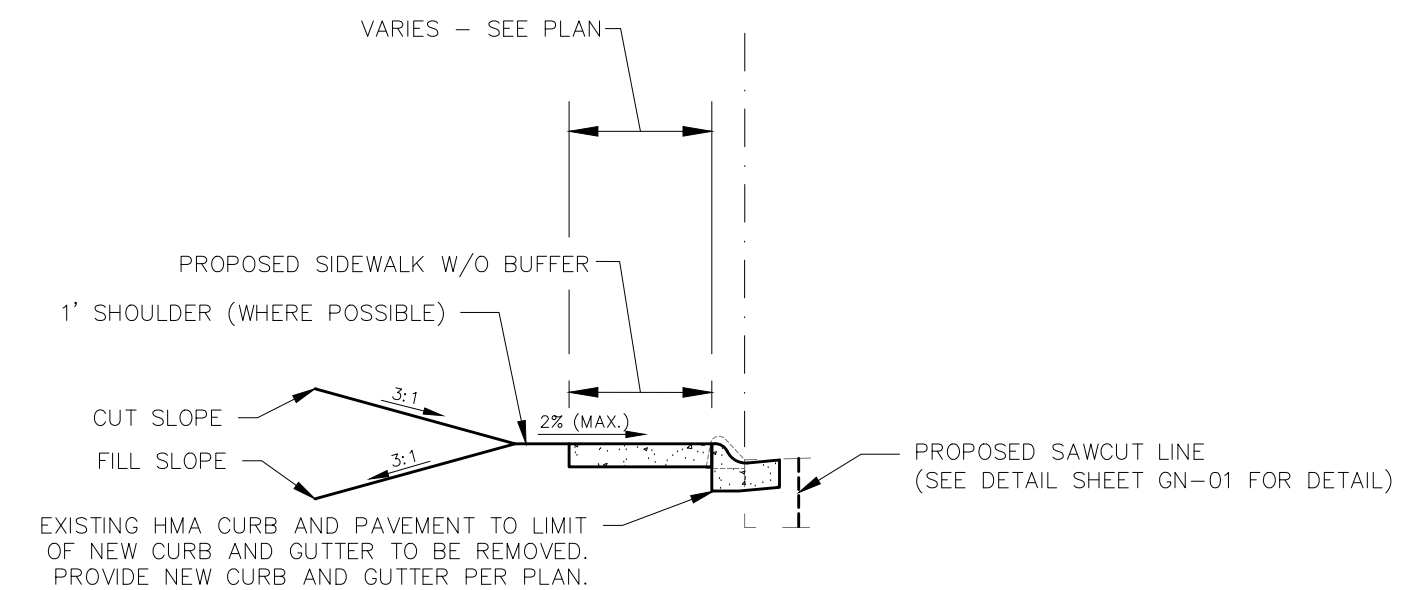 VARIES - SEE PLAN
PROPOSED SIDEWALK W/O BUFFER
1' SHOULDER (WHERE POSSIBLE)
3:1
2% (MAX.)
CUT SLOPE
FILL SLOPE
3:1
PROPOSED SAWCUT LINE
(SEE DETAIL SHEET GN-01 FOR DETAIL)
EXISTING HMA CURB AND PAVEMENT TO LIMIT
OF NEW CURB AND GUTTER TO BE REMOVED.
PROVIDE NEW CURB AND GUTTER PER PLAN.